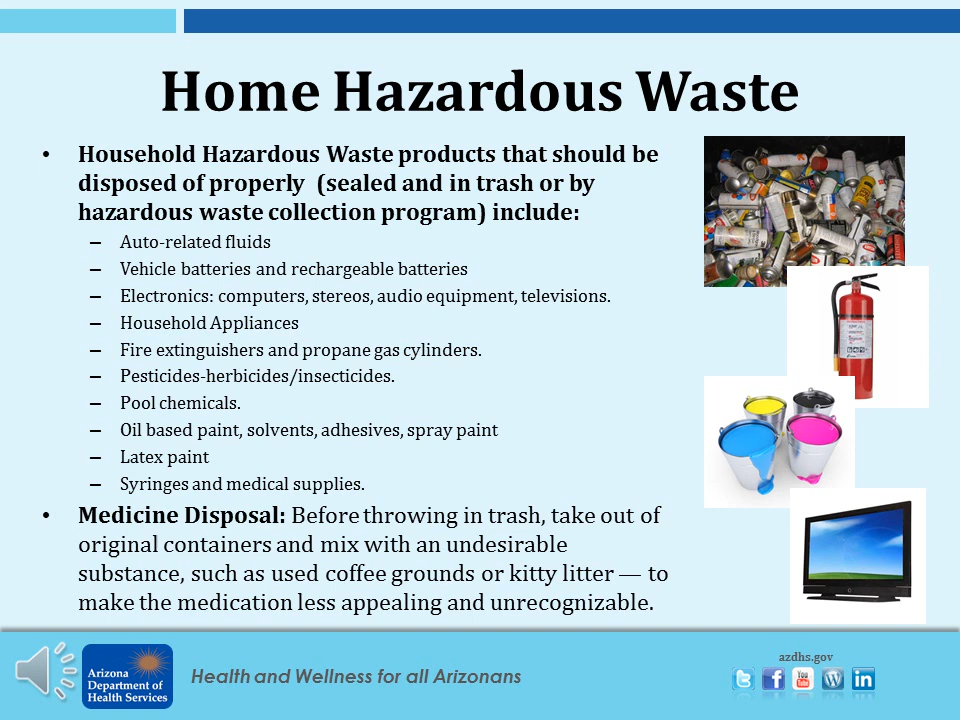 Home Hazardous Waste
• Household Hazardous Waste products that should be
disposed of properly  (sealed and in trash or by
hazardous waste collection program) include:
– Auto-related fluids
– Vehicle batteries and rechargeable batteries
– Electronics: computers, stereos, audio equipment, televisions.
– Household Appliances
– Fire extinguishers and propane gas cylinders.
– Pesticides-herbicides/insecticides.
– Pool chemicals.
– Oil based paint, solvents, adhesives, spray paint
– Latex paint
– Syringes and medical supplies.
• Medicine Disposal: Before throwing in trash, take out of
original containers and mix with an undesirable
substance, such as used coffee grounds or kitty litter — to
make the medication less appealing and unrecognizable.
Arizona
Department of
Health Services
Health and Wellness for all Arizonans
azdhs.gov
You
Tube